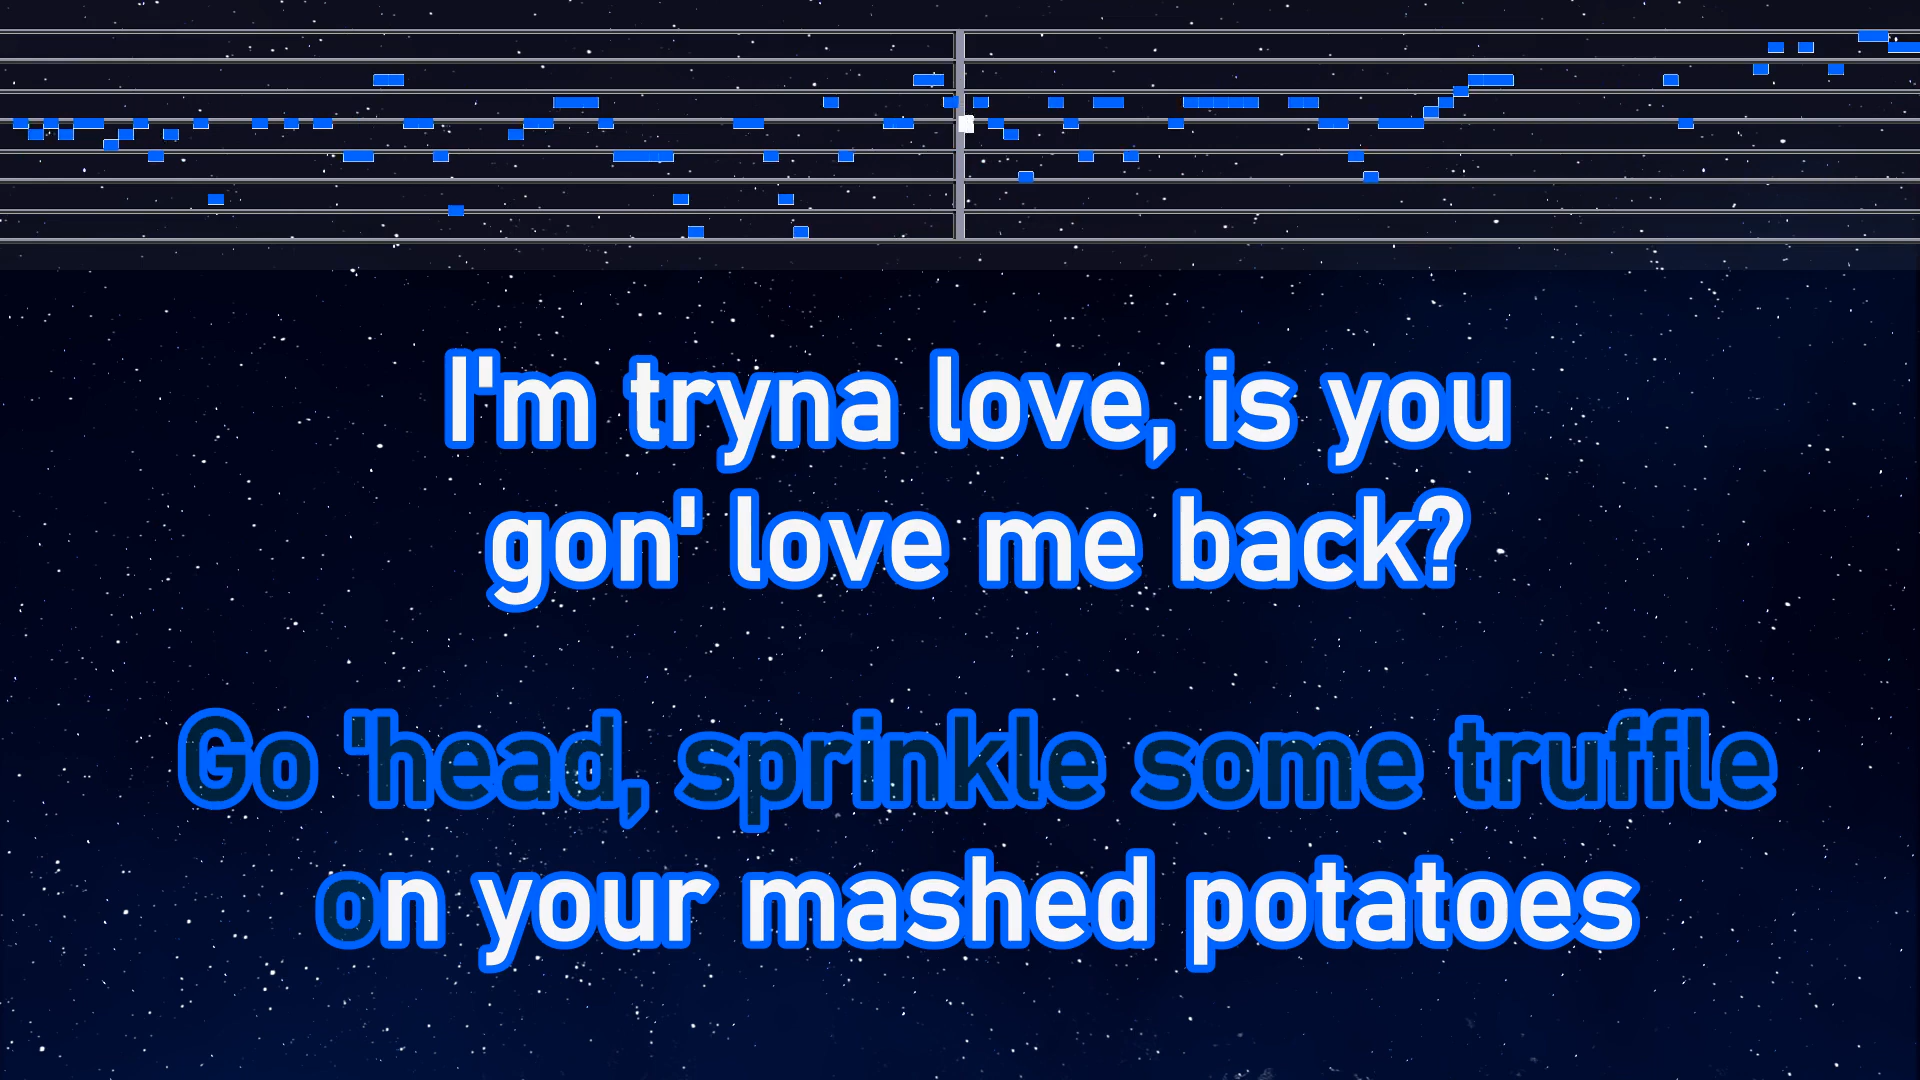 I'm tryna love, is you
gon' love me back?
Go 'head, sprinkle some truffle
on your mashed potatoes